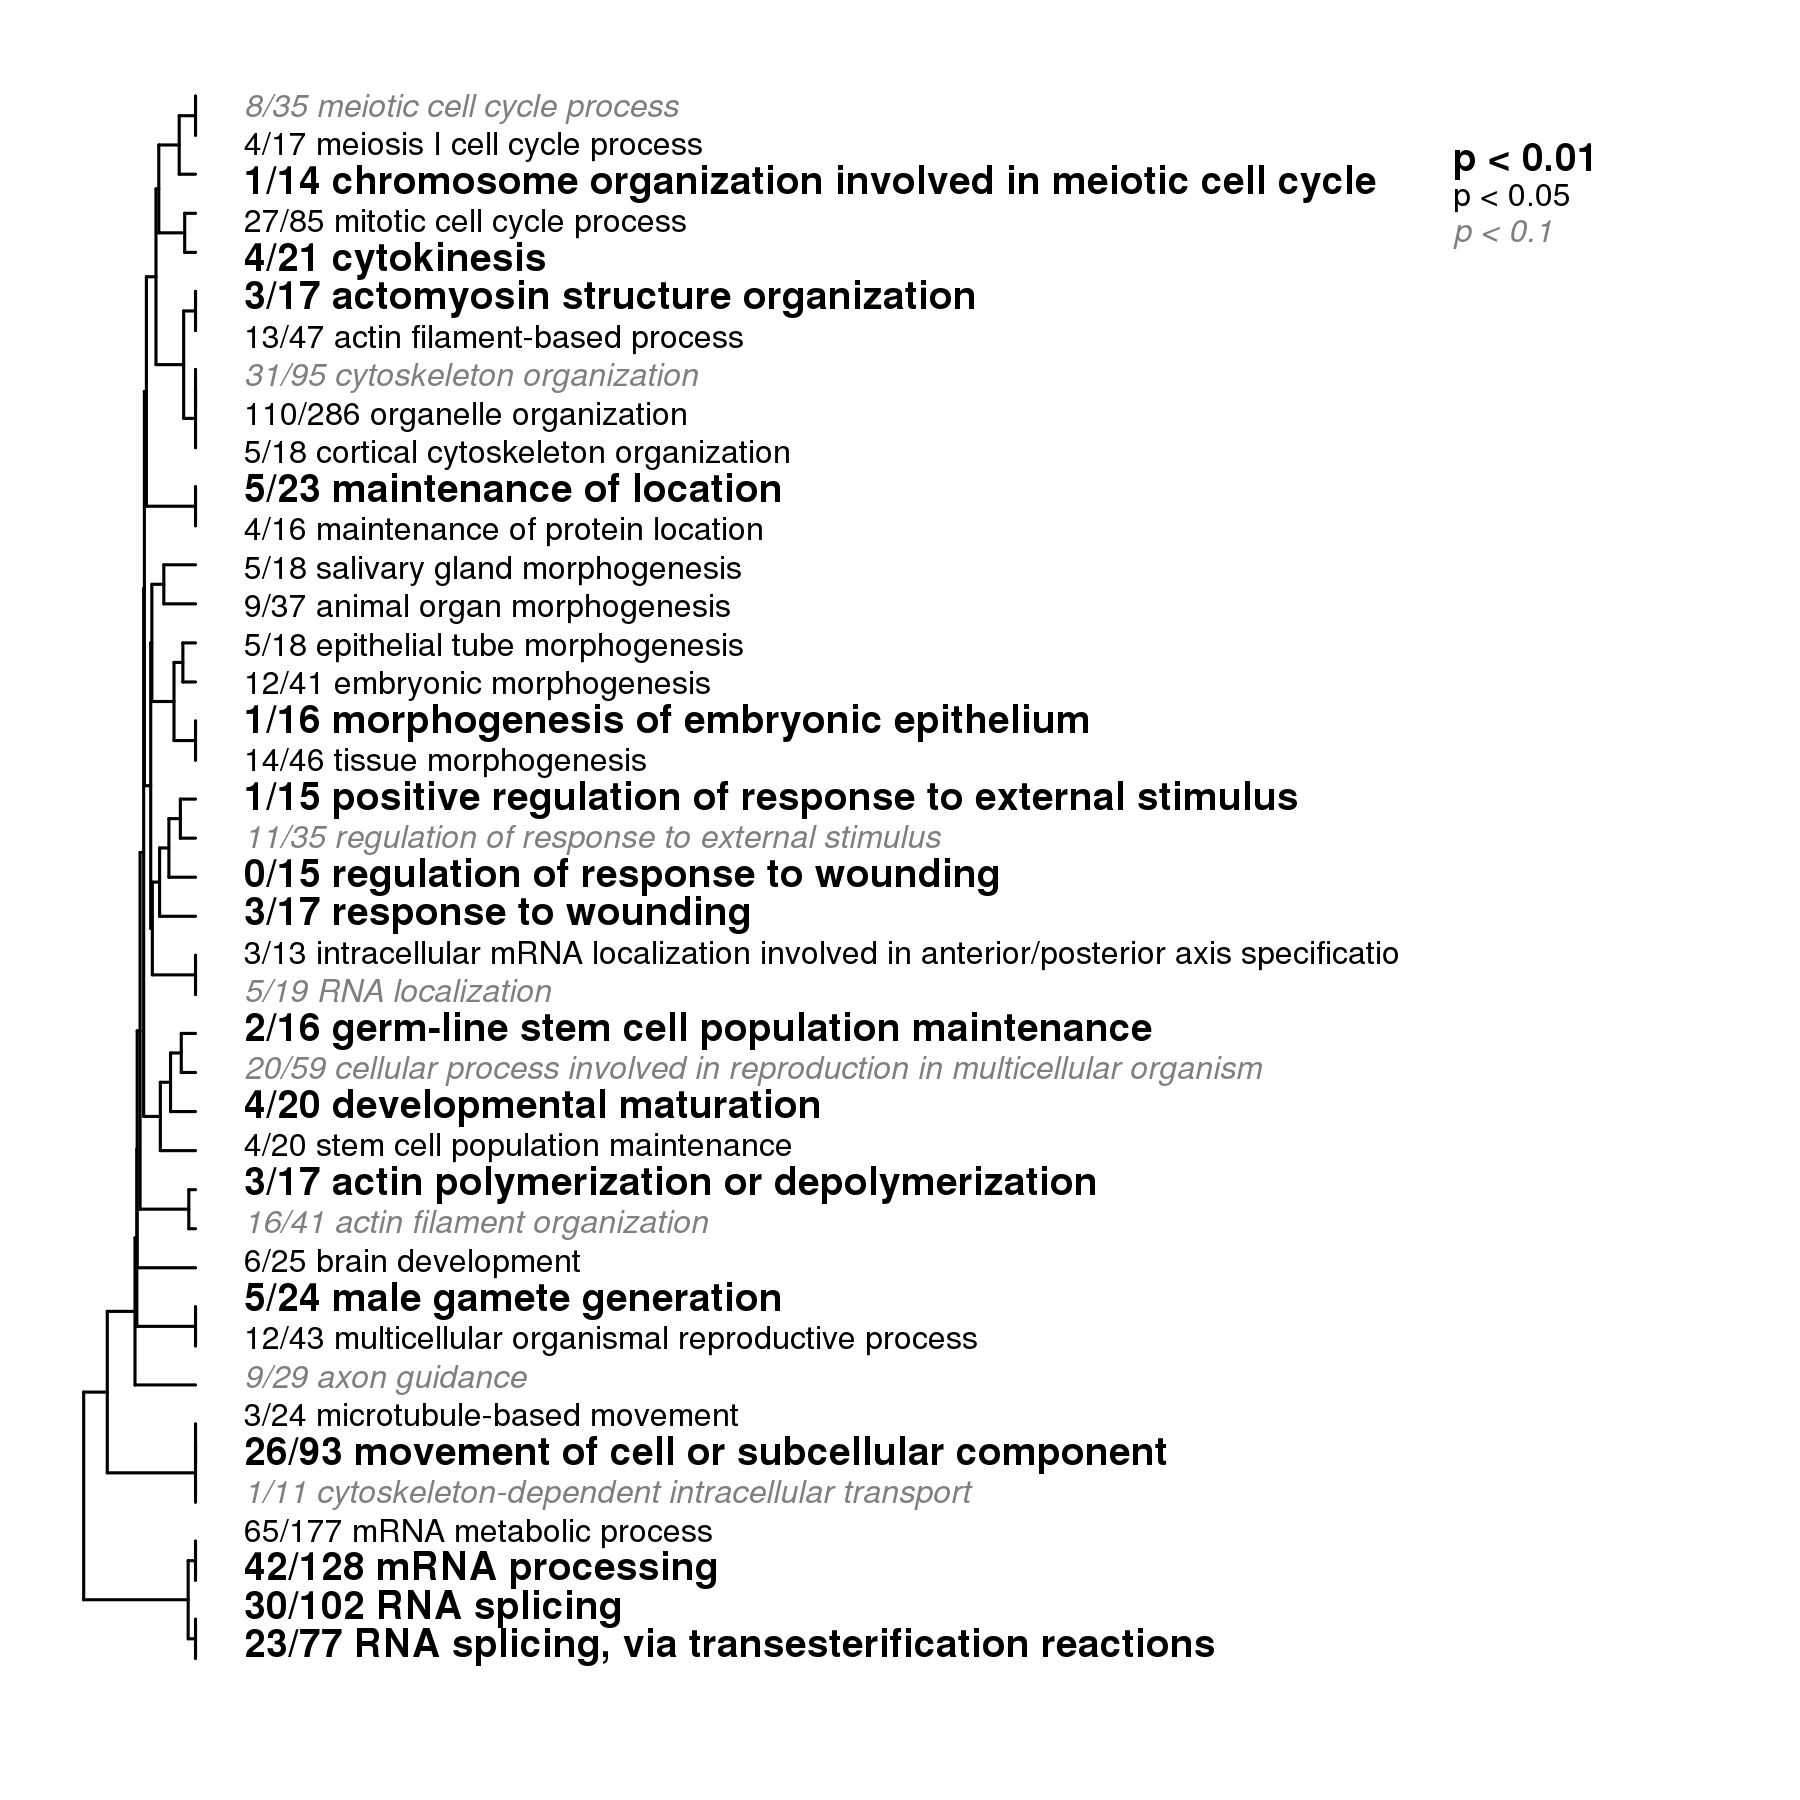 8/35 meiotic cell cycle process
4/17 meiosis I cell cycle process
1/14 chromosome organization involved in meiotic cell cycle
27/85 mitotic cell cycle process
4/21 cytokinesis
3/17 actomyosin structure organization
13/47 actin filament-based process
31/95 cytoskeleton organization
110/286 organelle organization
5/18 cortical cytoskeleton organization
5/23 maintenance of location
4/16 maintenance of protein location
5/18 salivary gland morphogenesis
9/37 animal organ morphogenesis
5/18 epithelial tube morphogenesis
12/41 embryonic morphogenesis
1/16 morphogenesis of embryonic epithelium
14/46 tissue morphogenesis
1/15 positive regulation of response to external stimulus
11/35 regulation of response to external stimulus
0/15 regulation of response to wounding
3/17 response to wounding
3/13 intracellular mRNA localization involved in anterior/posterior axis specificatio
5/19 RNA localization
2/16 germ-line stem cell population maintenance
20/59 cellular process involved in reproduction in multicellular organism
4/20 developmental maturation
4/20 stem cell population maintenance
3/17 actin polymerization or depolymerization
16/41 actin filament organization
6/25 brain development
5/24 male gamete generation
12/43 multicellular organismal reproductive process
9/29 axon guidance
3/24 microtubule-based movement
26/93 movement of cell or subcellular component
1/11 cytoskeleton-dependent intracellular transport
65/177 mRNA metabolic process
42/128 mRNA processing
30/102 RNA splicing
23/77 RNA splicing, via transesterification reactions
p < 0.01
p < 0.05
p < 0.1